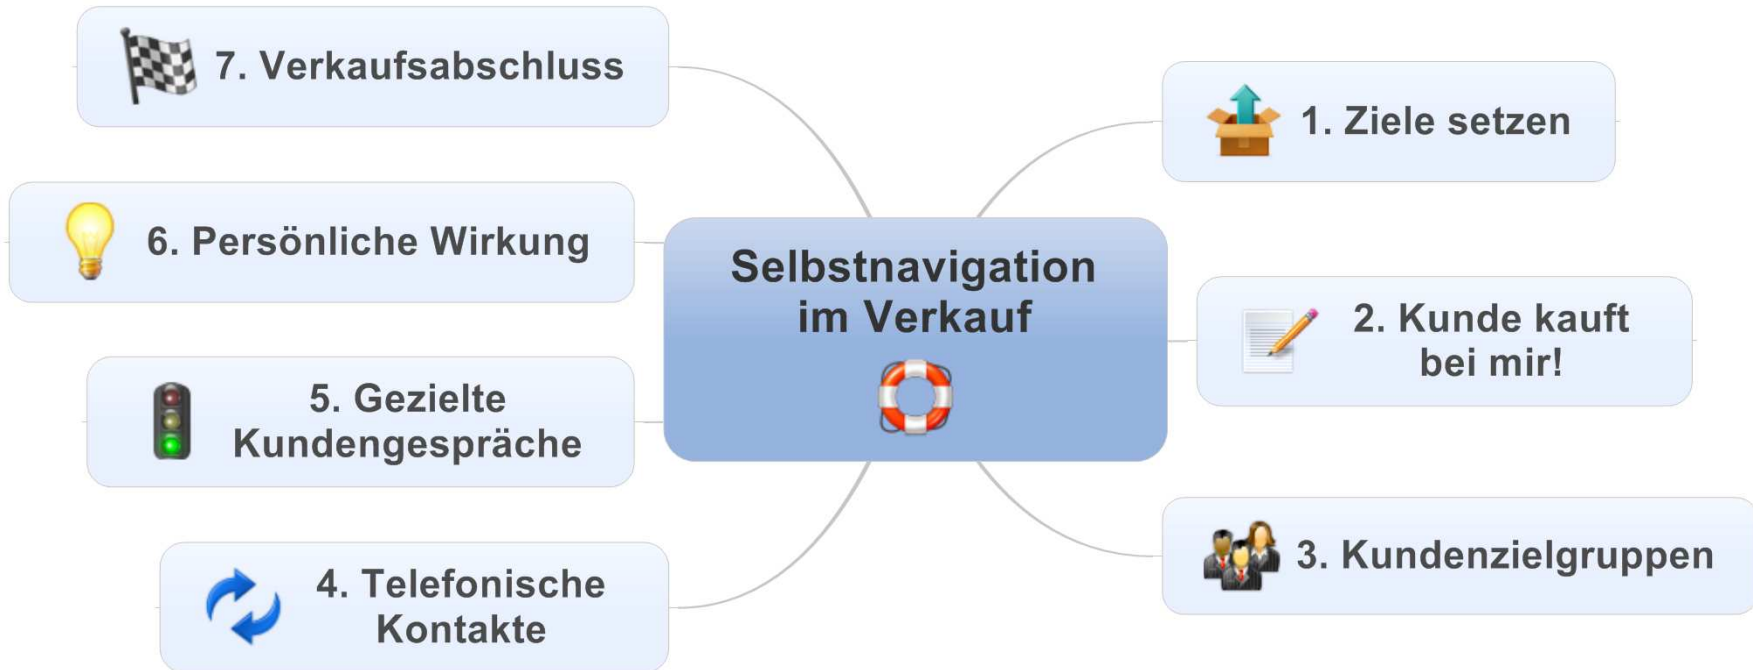 Selbstnavigation
im Verkauf
1. Ziele setzen
2. Kunde kauft
bei mir!
3. Kundenzielgruppen
4. Telefonische
Kontakte
5. Gezielte
Kundengespräche
6. Persönliche Wirkung
7. Verkaufsabschluss